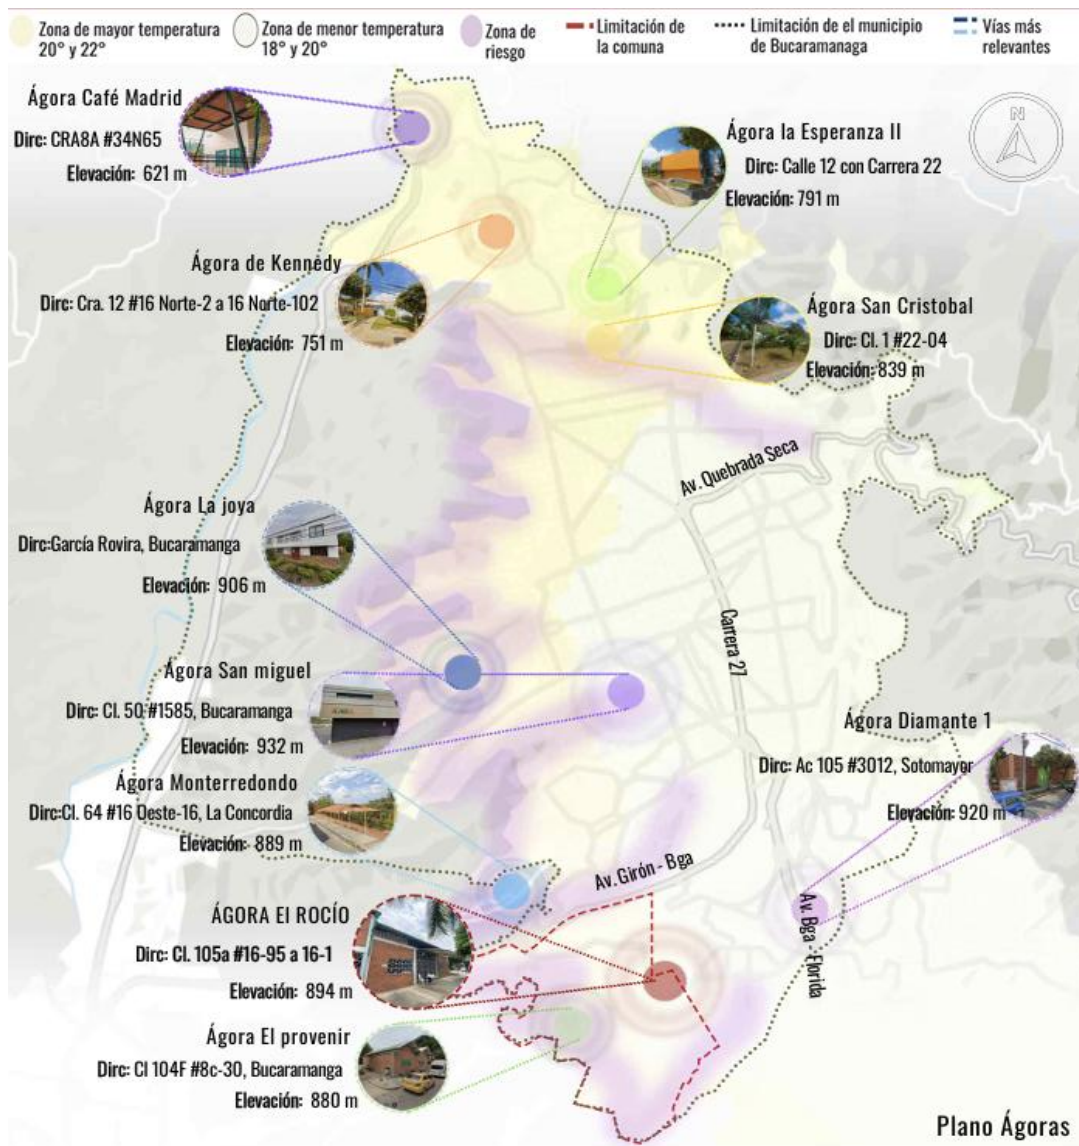 Zona de mayor temperatura
20° y 22°
Zona de menor temperatura
18° y 20°
Zona de
riesgo
Limitación de
la comuna
Limitación de el municipio
de Bucaramanaga
Vías más
relevantes
Ágora Café Madrid
Dirc: CRA8A #34N65
Elevación: 621 m
Ágora la Esperanza II
Dirc: Calle 12 con Carrera 22
Elevación: 791 m
N
Ágora de Kennedy
Dirc: Cra. 12 #16 Norte-2 a 16 Norte-102
Elevación: 751 m
Ágora San Cristobal
Dirc: Cl. 1 #22-04
Elevación: 839 m
Av. Quebrada Seca
Ágora La joya
Dirc:García Rovira, Bucaramanga
Elevación: 906 m
Carrera 27
Ágora San miguel
Dirc: Cl. 50 #1585, Bucaramanga
Elevación: 932 m
Ágora Diamante 1
Dirc: Ac 105 #3012, Sotomayor
Elevación: 920 m
Ágora Monterredondo
Dirc:Cl. 64 #16 Oeste-16, La Concordia
Elevación: 889 m
Av. Girón - Bga
Av. Bga - Florida
ÁGORA El ROCÍO
Dirc: Cl. 105a #16-95 a 16-1
Elevación: 894 m
Ágora El provenir
Dirc: Cl 104F #8c-30, Bucaramanga
Elevación: 880 m
Plano Ágoras